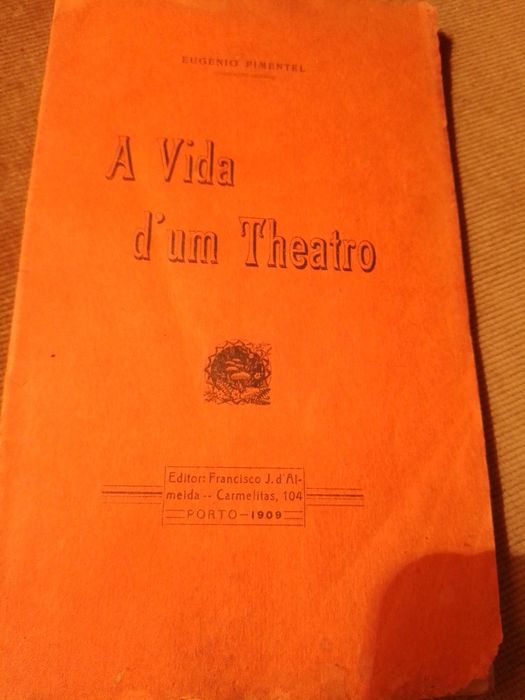 EUGENIO PIMENTEL
A Vida
d'um Theatro
Editor: Francisco J. d'Al-
meida -- Carmelitas, 104
PORTO — 1909